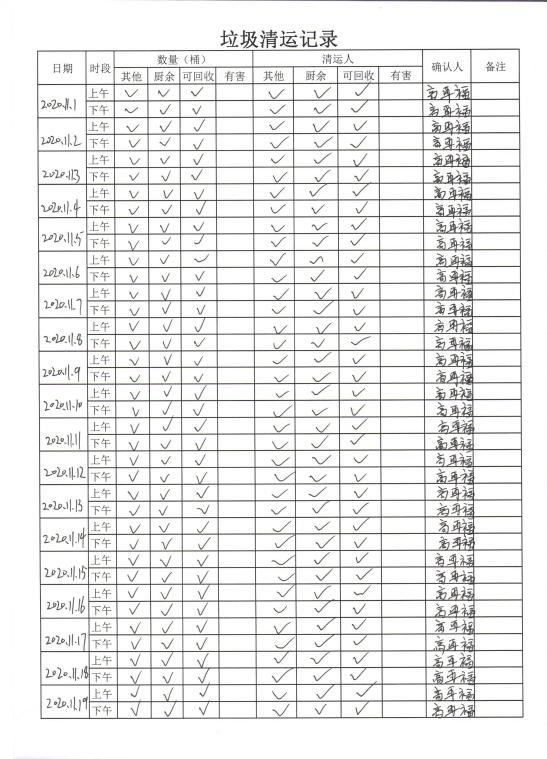 垃圾清运记录
日期 时段 数量（桶） 清运人 确认人 备注
其他 厨余 可回收 有害 其他 厨余 可回收 有害
2020.11.1 上午 ✓ ✓ ✓ ✓ ✓ ✓ 高再福
下午 ✓ ✓ ✓ ✓ ✓ ✓ 高再福
2020.11.2 上午 ✓ ✓ ✓ ✓ ✓ ✓ 高再福
下午 ✓ ✓ ✓ ✓ ✓ ✓ 高再福
2020.11.3 上午 ✓ ✓ ✓ ✓ ✓ ✓ 高再福
下午 ✓ ✓ ✓ ✓ ✓ ✓ 高再福
2020.11.4 上午 ✓ ✓ ✓ ✓ ✓ ✓ 高再福
下午 ✓ ✓ ✓ ✓ ✓ ✓ 高再福
2020.11.5 上午 ✓ ✓ ✓ ✓ ✓ ✓ 高再福
下午 ✓ ✓ ✓ ✓ ✓ ✓ 高再福
2020.11.6 上午 ✓ ✓ ✓ ✓ ✓ ✓ 高再福
下午 ✓ ✓ ✓ ✓ ✓ ✓ 高再福
2020.11.7 上午 ✓ ✓ ✓ ✓ ✓ ✓ 高再福
下午 ✓ ✓ ✓ ✓ ✓ ✓ 高再福
2020.11.8 上午 ✓ ✓ ✓ ✓ ✓ ✓ 高再福
下午 ✓ ✓ ✓ ✓ ✓ ✓ 高再福
2020.11.9 上午 ✓ ✓ ✓ ✓ ✓ ✓ 高再福
下午 ✓ ✓ ✓ ✓ ✓ ✓ 高再福
2020.11.10 上午 ✓ ✓ ✓ ✓ ✓ ✓ 高再福
下午 ✓ ✓ ✓ ✓ ✓ ✓ 高再福
2020.11.11 上午 ✓ ✓ ✓ ✓ ✓ ✓ 高再福
下午 ✓ ✓ ✓ ✓ ✓ ✓ 高再福
2020.11.12 上午 ✓ ✓ ✓ ✓ ✓ ✓ 高再福
下午 ✓ ✓ ✓ ✓ ✓ ✓ 高再福
2020.11.13 上午 ✓ ✓ ✓ ✓ ✓ ✓ 高再福
下午 ✓ ✓ ✓ ✓ ✓ ✓ 高再福
2020.11.14 上午 ✓ ✓ ✓ ✓ ✓ ✓ 高再福
下午 ✓ ✓ ✓ ✓ ✓ ✓ 高再福
2020.11.15 上午 ✓ ✓ ✓ ✓ ✓ ✓ 高再福
下午 ✓ ✓ ✓ ✓ ✓ ✓ 高再福
2020.11.16 上午 ✓ ✓ ✓ ✓ ✓ ✓ 高再福
下午 ✓ ✓ ✓ ✓ ✓ ✓ 高再福
2020.11.17 上午 ✓ ✓ ✓ ✓ ✓ ✓ 高再福
下午 ✓ ✓ ✓ ✓ ✓ ✓ 高再福
2020.11.18 上午 ✓ ✓ ✓ ✓ ✓ ✓ 高再福
下午 ✓ ✓ ✓ ✓ ✓ ✓ 高再福
2020.11.19 上午 ✓ ✓ ✓ ✓ ✓ ✓ 高再福
下午 ✓ ✓ ✓ ✓ ✓ ✓ 高再福